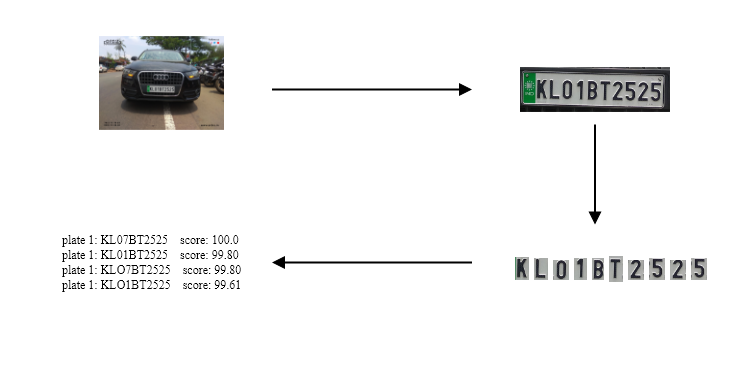 KL01BT2525
KL01BT2525
K L 0 1 B T 2 5 2 5
plate 1: KL07BT2525 score: 100.0
plate 1: KL01BT2525 score: 99.80
plate 1: KLO7BT2525 score: 99.80
plate 1: KLO1BT2525 score: 99.61